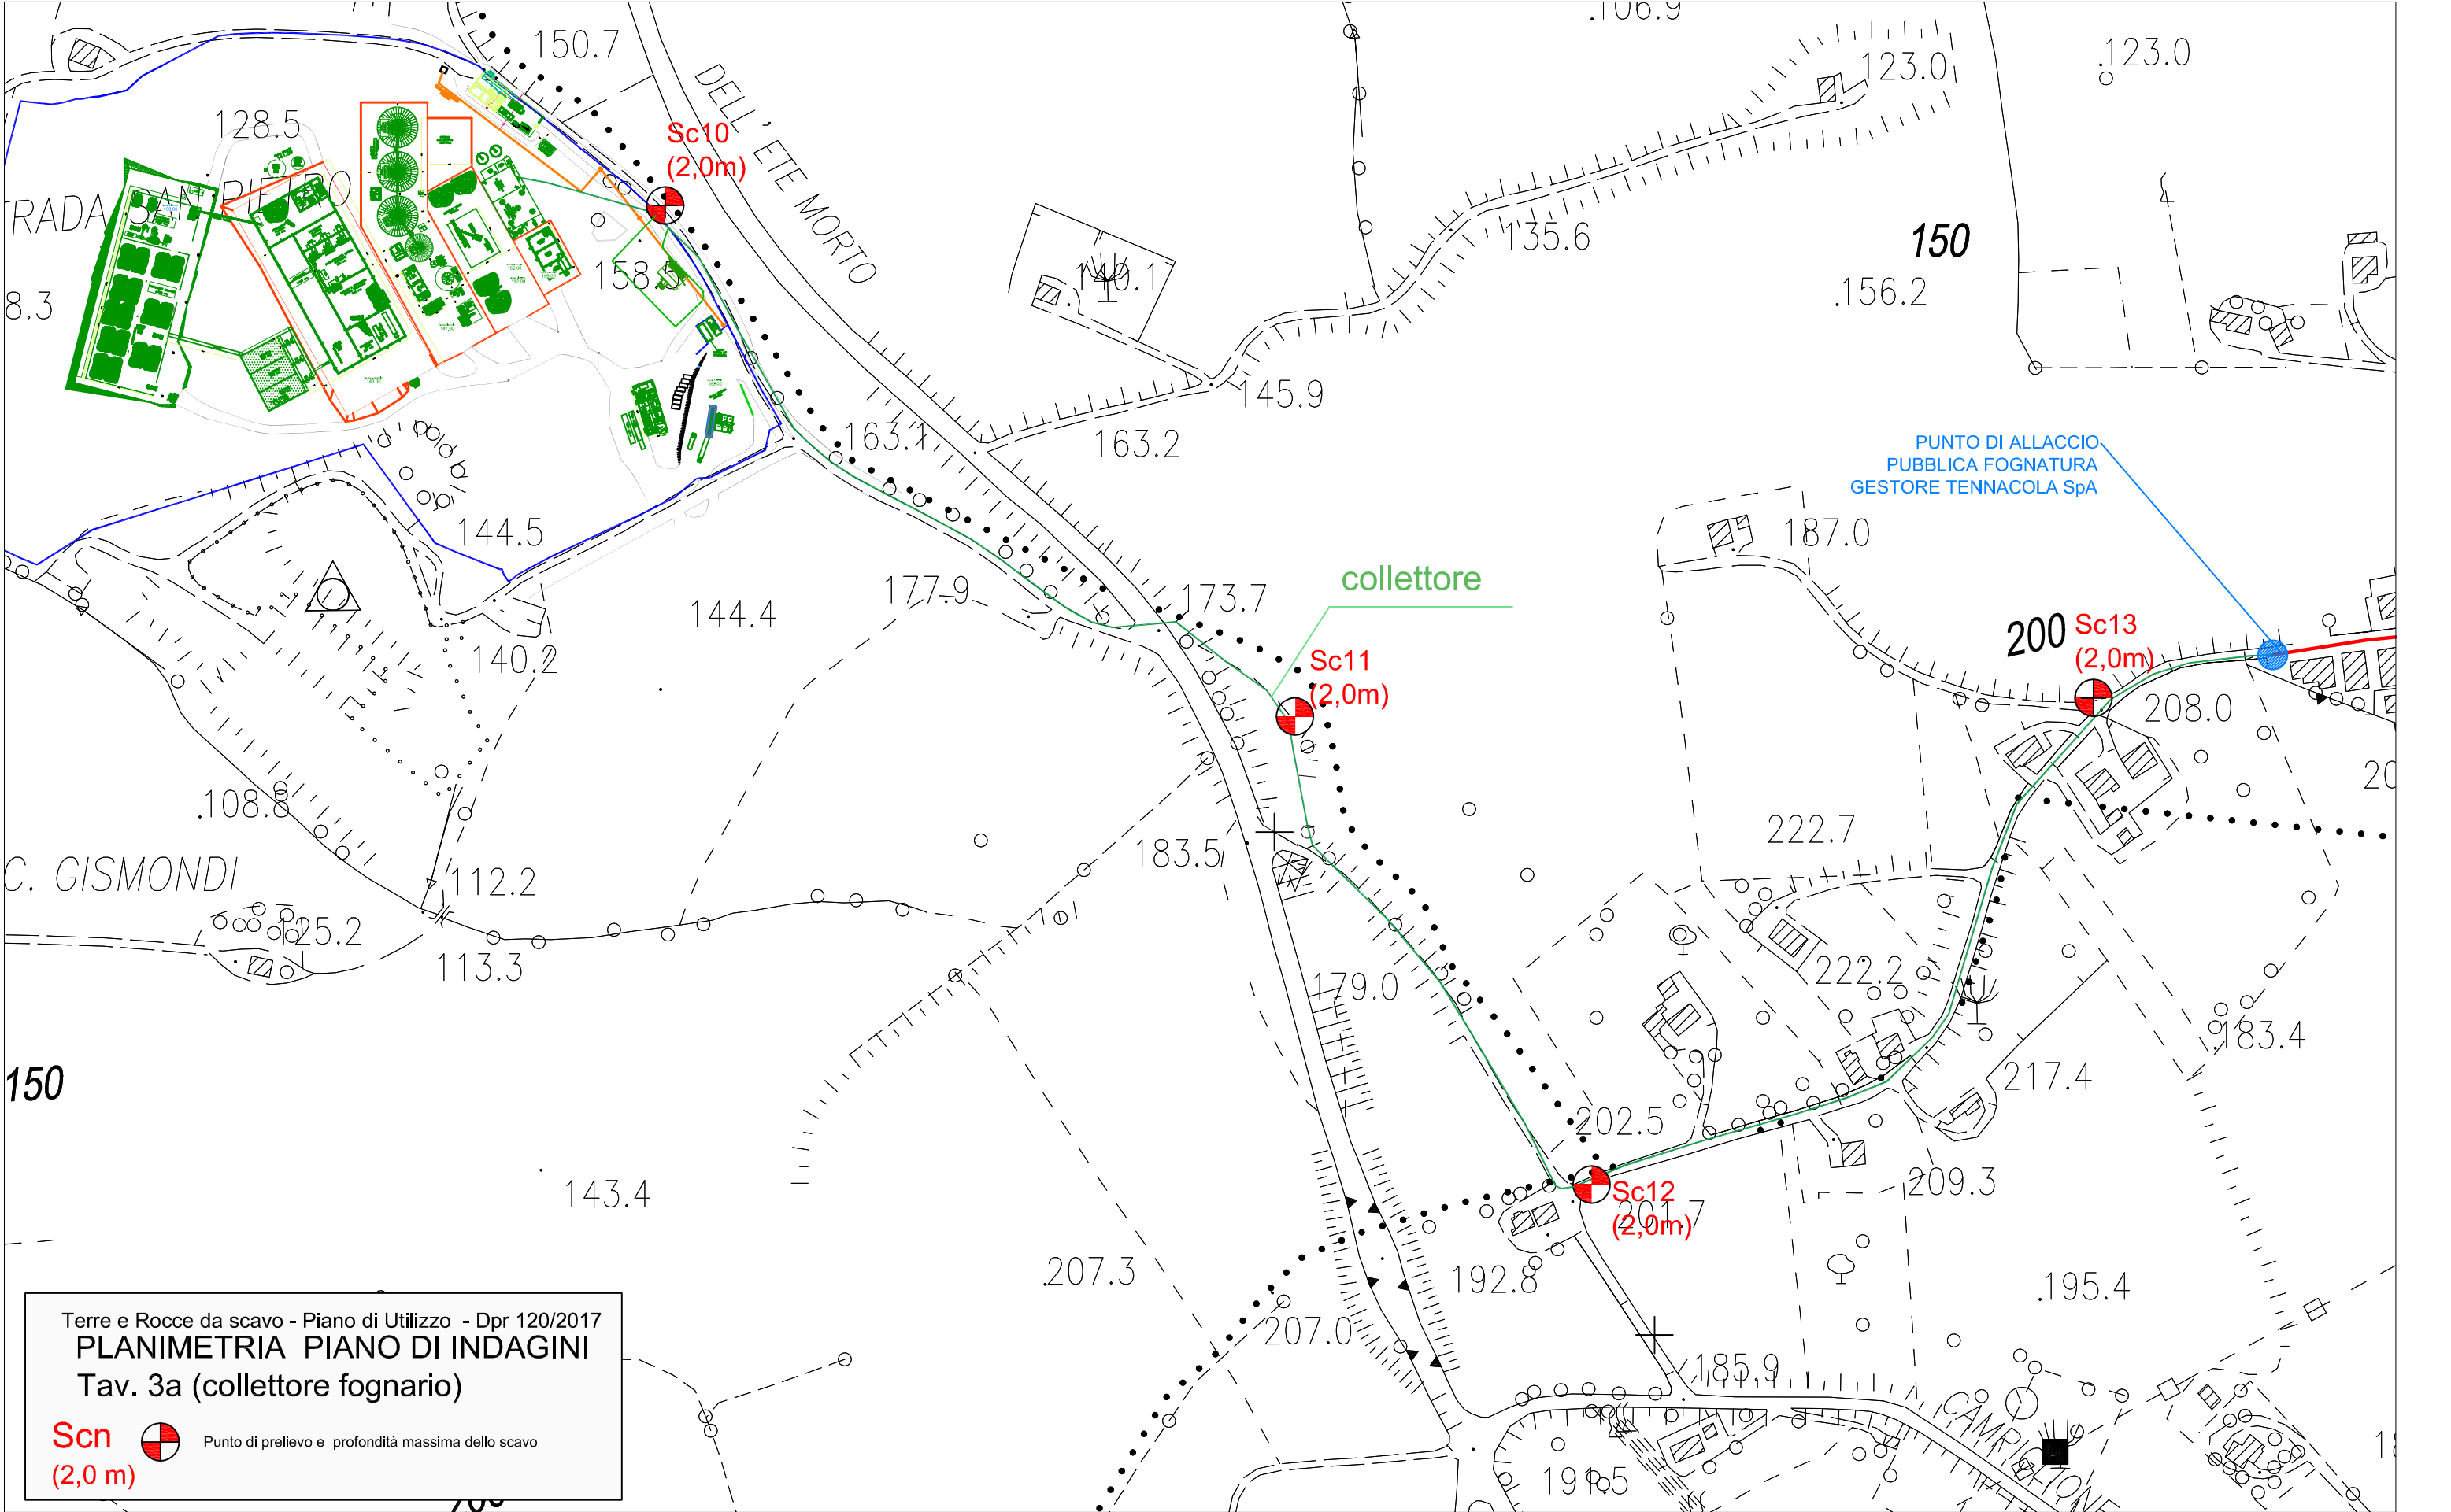 .106.9
150.7
123.0
.123.0
DELL'ETE MORTO
128.5
Sc10
(2,0m)
RADA SAN PIETRO
135.6
150
140.1
158.5
.156.2
8.3
145.9
163.1
163.2
PUNTO DI ALLACCIO
PUBBLICA FOGNATURA
GESTORE TENNACOLA SpA
144.5
187.0
collettore
177.9
173.7
144.4
200
Sc13
(2,0m)
140.2
Sc11
(2,0m)
208.0
20
.108.8
222.7
183.5
C. GISMONDI
112.2
125.2
113.3
222.2
179.0
183.4
150
217.4
202.5
143.4
209.3
Sc12
(2,0m)
201.7
.207.3
192.8
.195.4
207.0
Terre e Rocce da scavo - Piano di Utilizzo - Dpr 120/2017
PLANIMETRIA PIANO DI INDAGINI
Tav. 3a (collettore fognario)
185.9
CAMPIGLIONE
Scn
(2,0 m)
Punto di prelievo e profondità massima dello scavo
191.5
18